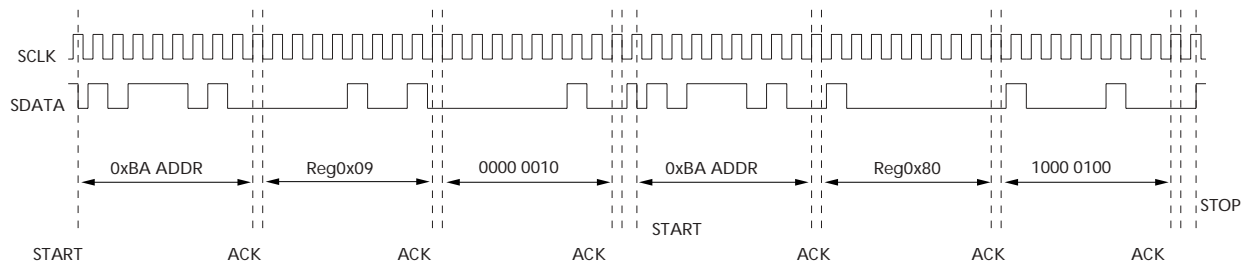 SCLK
SDATA
0xBA ADDR Reg0x09 0000 0010 0xBA ADDR Reg0x80 1000 0100
STOP
START
START ACK ACK ACK ACK ACK ACK